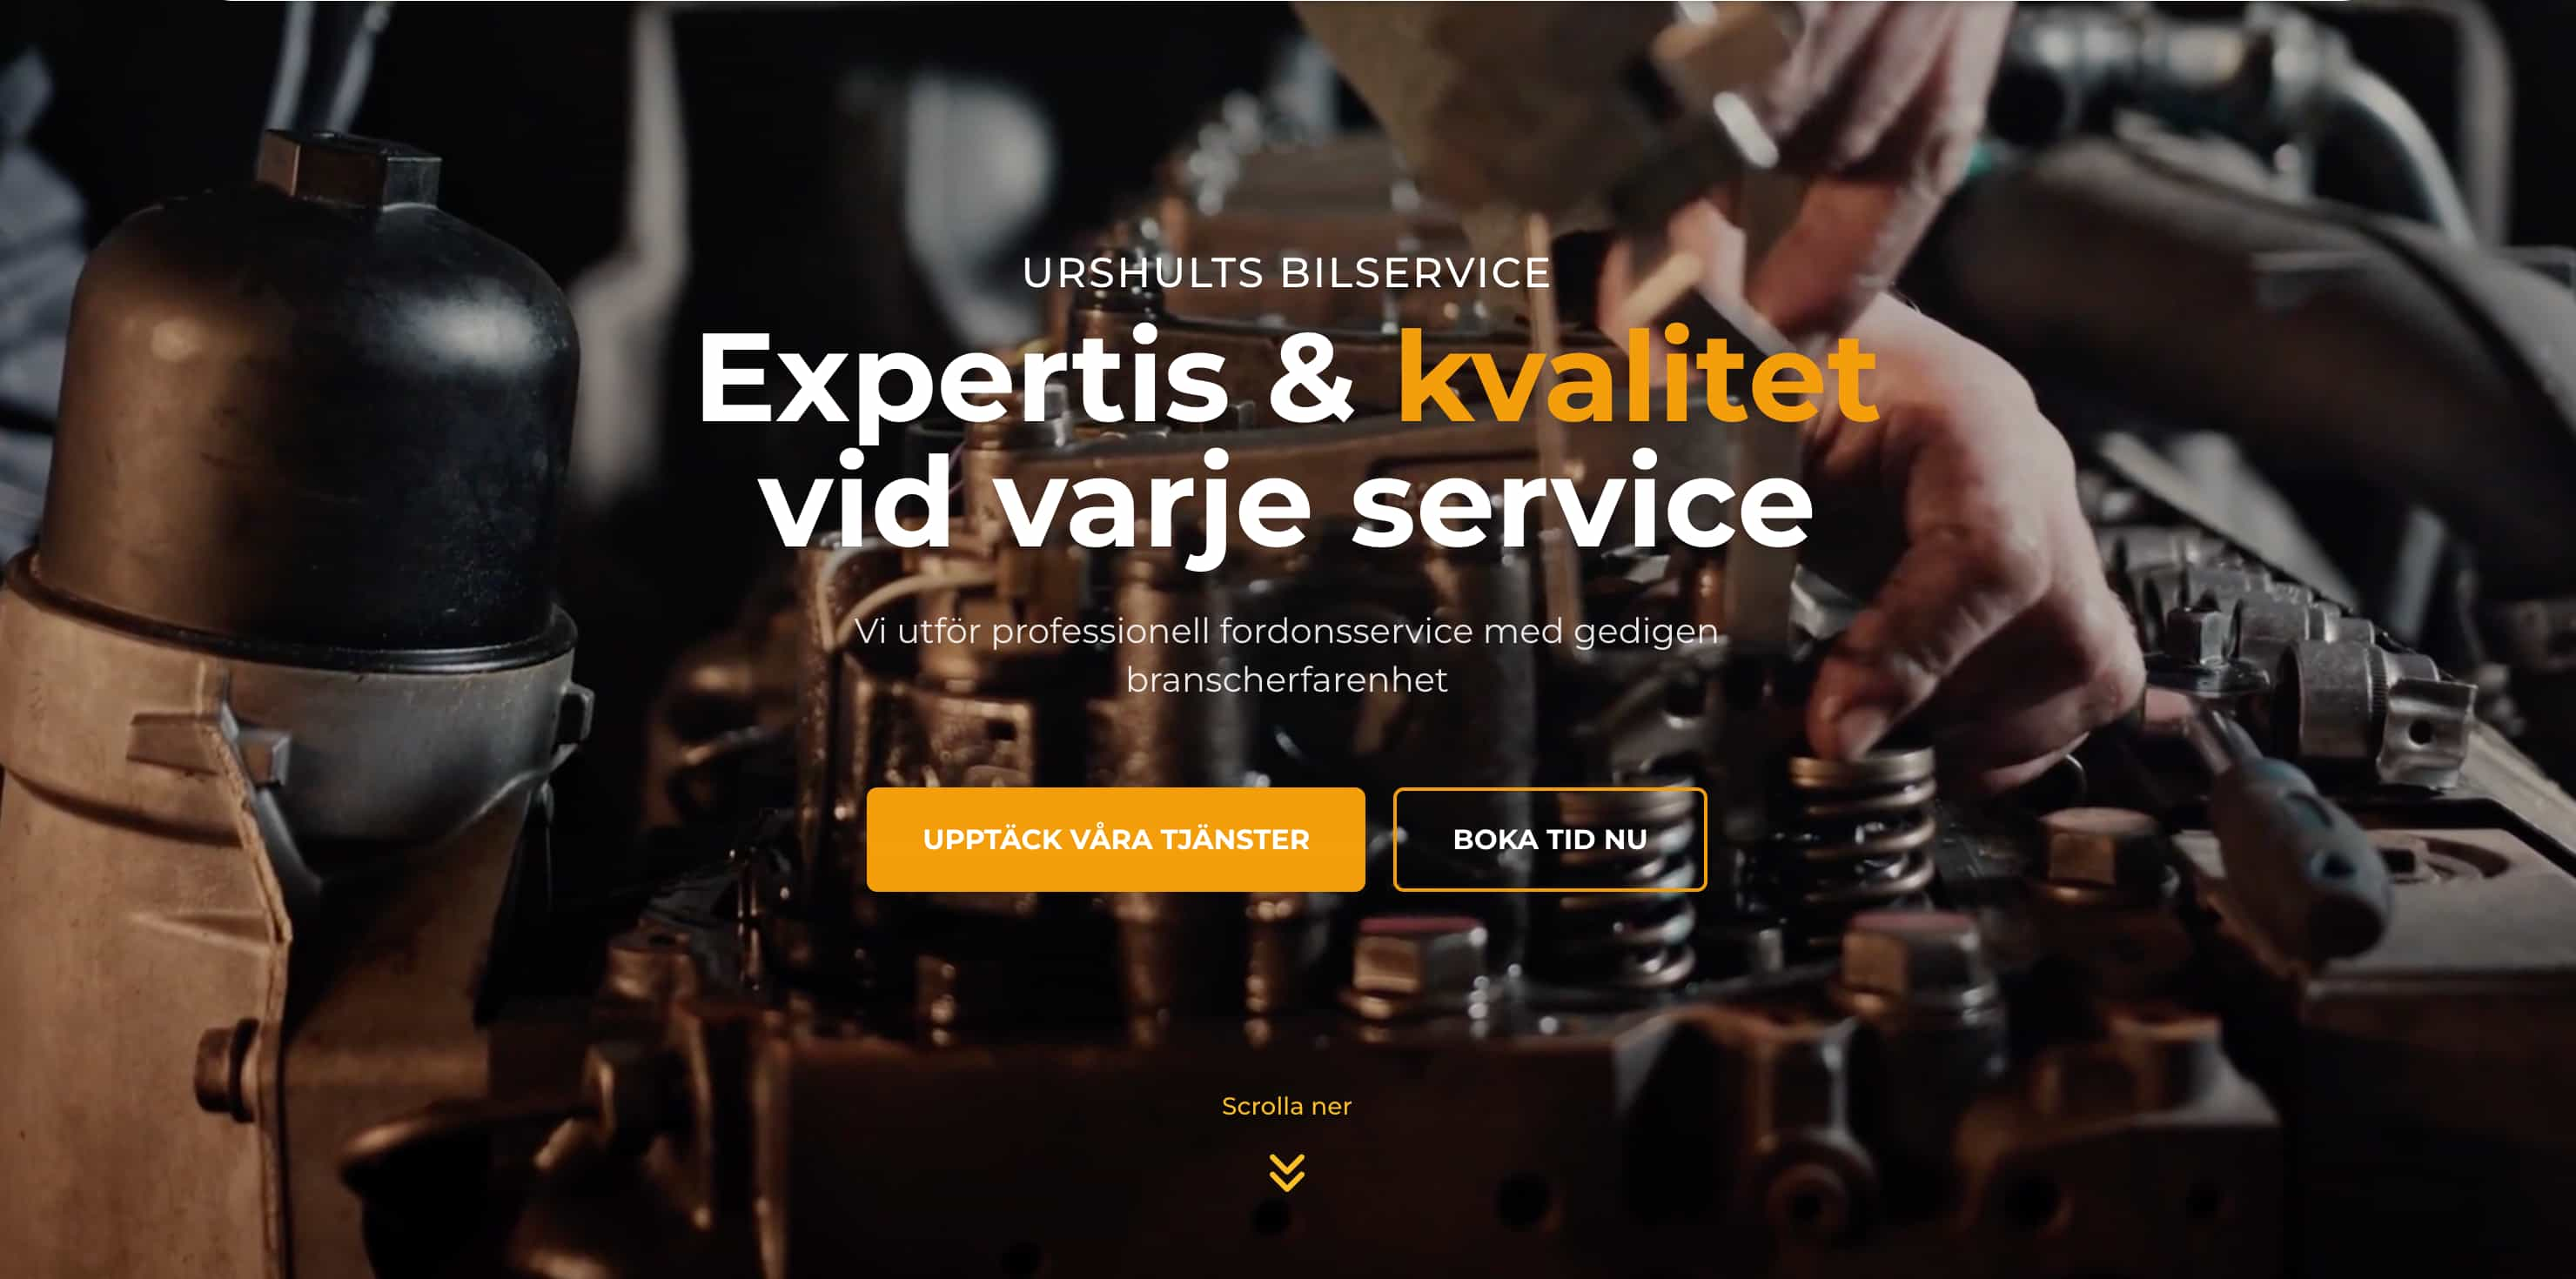 URSHULTS BILSERVICE
Expertis & kvalitet
vid varje service
Vi utför professionell fordonsservice med gedigen
branscherfarenhet
UPPTÄCK VÅRA TJÄNSTER
BOKA TID NU
Scrolla ner